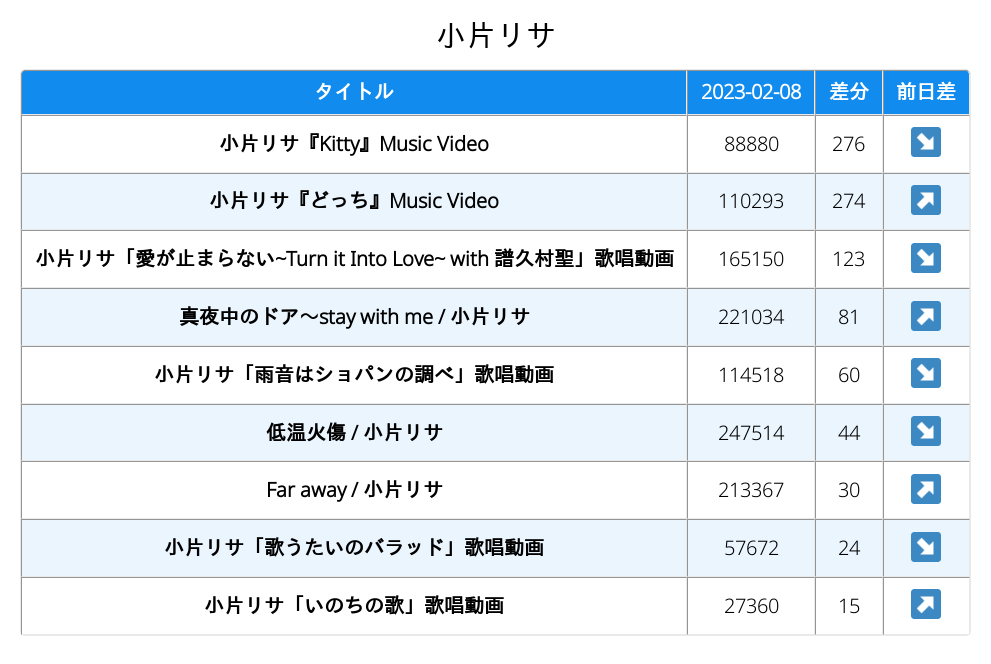 小片リサ
タイトル 2023-02-08 差分 前日差
小片リサ『Kitty』Music Video 88880 276 ↘
小片リサ『どっち』Music Video 110293 274 ↗
小片リサ「愛が止まらない~Turn it Into Love~ with 譜久村聖」歌唱動画 165150 123 ↘
真夜中のドア〜stay with me / 小片リサ 221034 81 ↗
小片リサ「雨音はショパンの調べ」歌唱動画 114518 60 ↘
低温火傷 / 小片リサ 247514 44 ↘
Far away / 小片リサ 213367 30 ↗
小片リサ「歌うたいのバラッド」歌唱動画 57672 24 ↘
小片リサ「いのちの歌」歌唱動画 27360 15 ↗